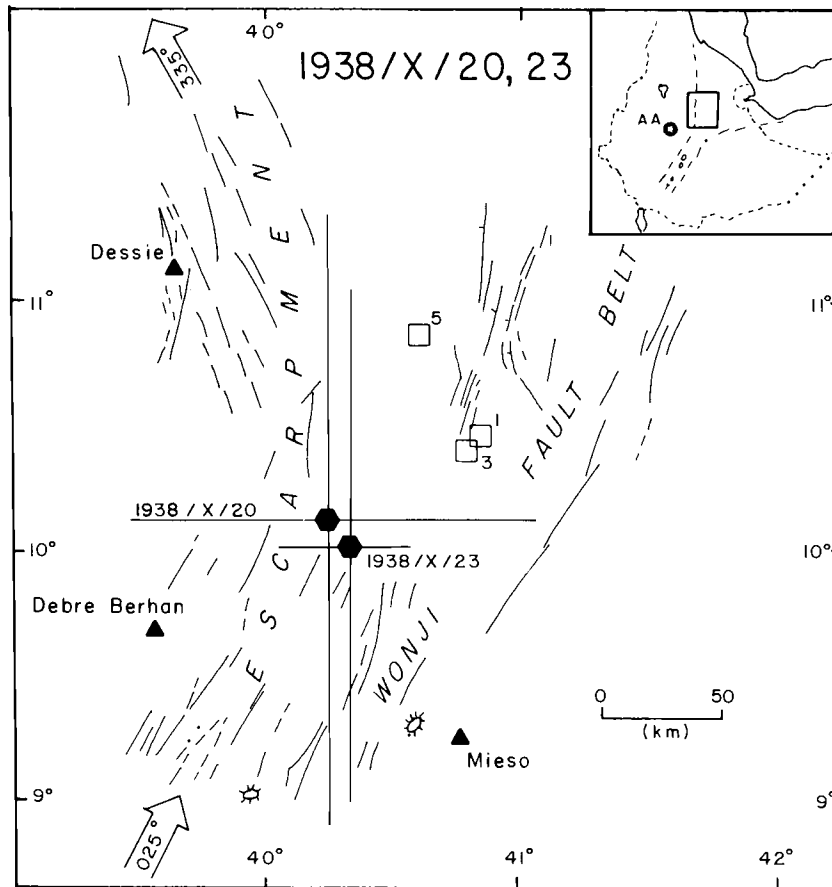 40°
1938/X/20, 23
335°
AA
Dessie
ESCARPMENT
11°
11°
5
1
3
WONJI FAULT BELT
1938/X/20
1938/X/23
10°
10°
Debre Berhan
0 50
(km)
Mieso
9°
9°
025°
40°
41°
42°